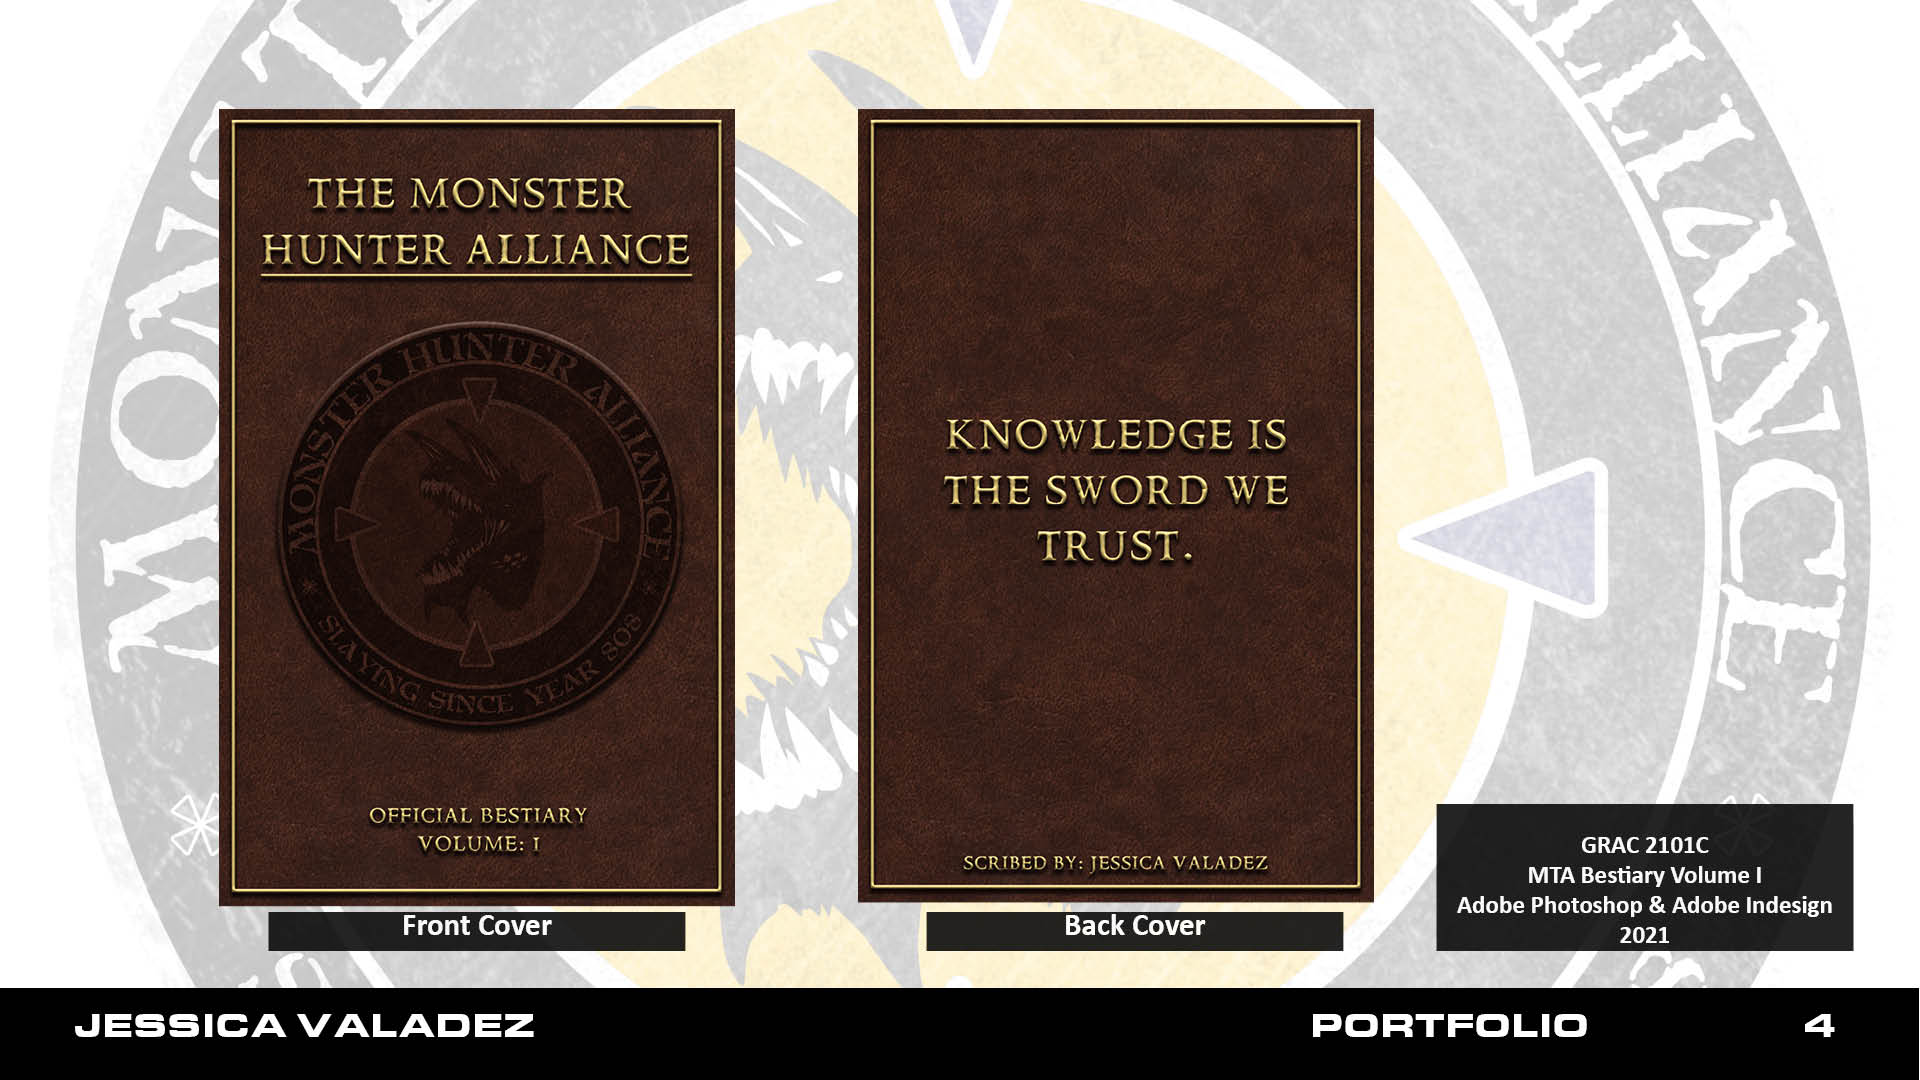 THE MONSTER
HUNTER ALLIANCE
MONSTER HUNTER ALLIANCE
* SLAYING SINCE YEAR 808 *
OFFICIAL BESTIARY
VOLUME: I
Front Cover
KNOWLEDGE IS
THE SWORD WE
TRUST.
SCRIBED BY: JESSICA VALADEZ
Back Cover
GRAC 2101C
MTA Bestiary Volume I
Adobe Photoshop & Adobe Indesign
2021
JESSICA VALADEZ
PORTFOLIO
4